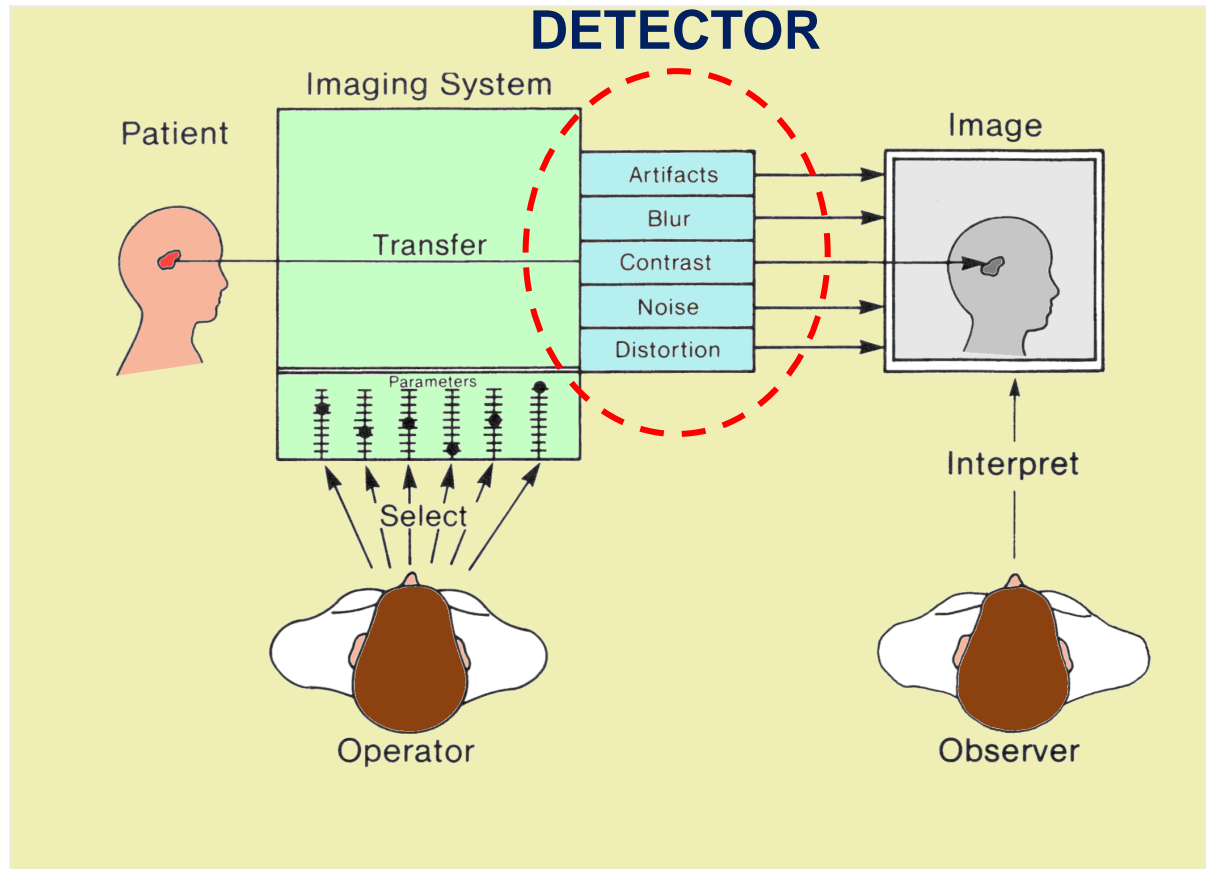 DETECTOR
Imaging System
Patient
Image
Artifacts
Blur
Transfer
Contrast
Noise
Distortion
Parameters
Select
Interpret
Operator
Observer